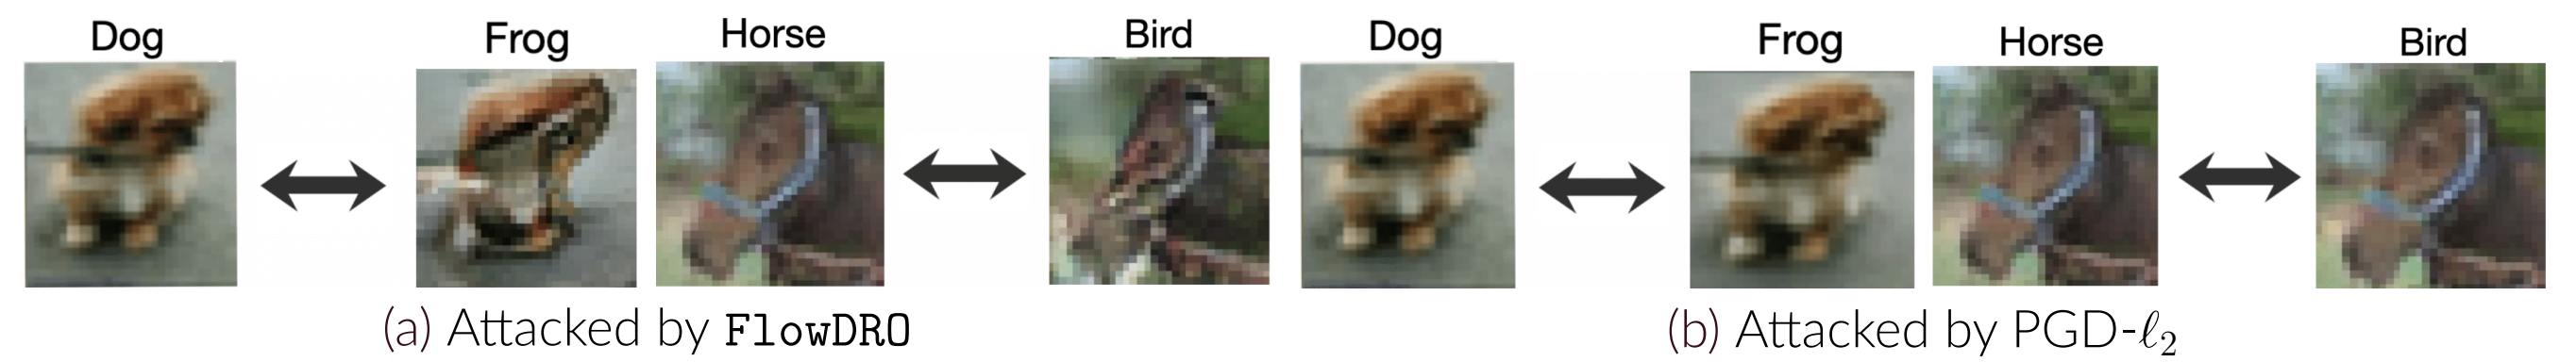 Dog Frog Horse Bird Dog Frog Horse Bird
(a) Attacked by FlowDRO
(b) Attacked by PGD-ℓ₂